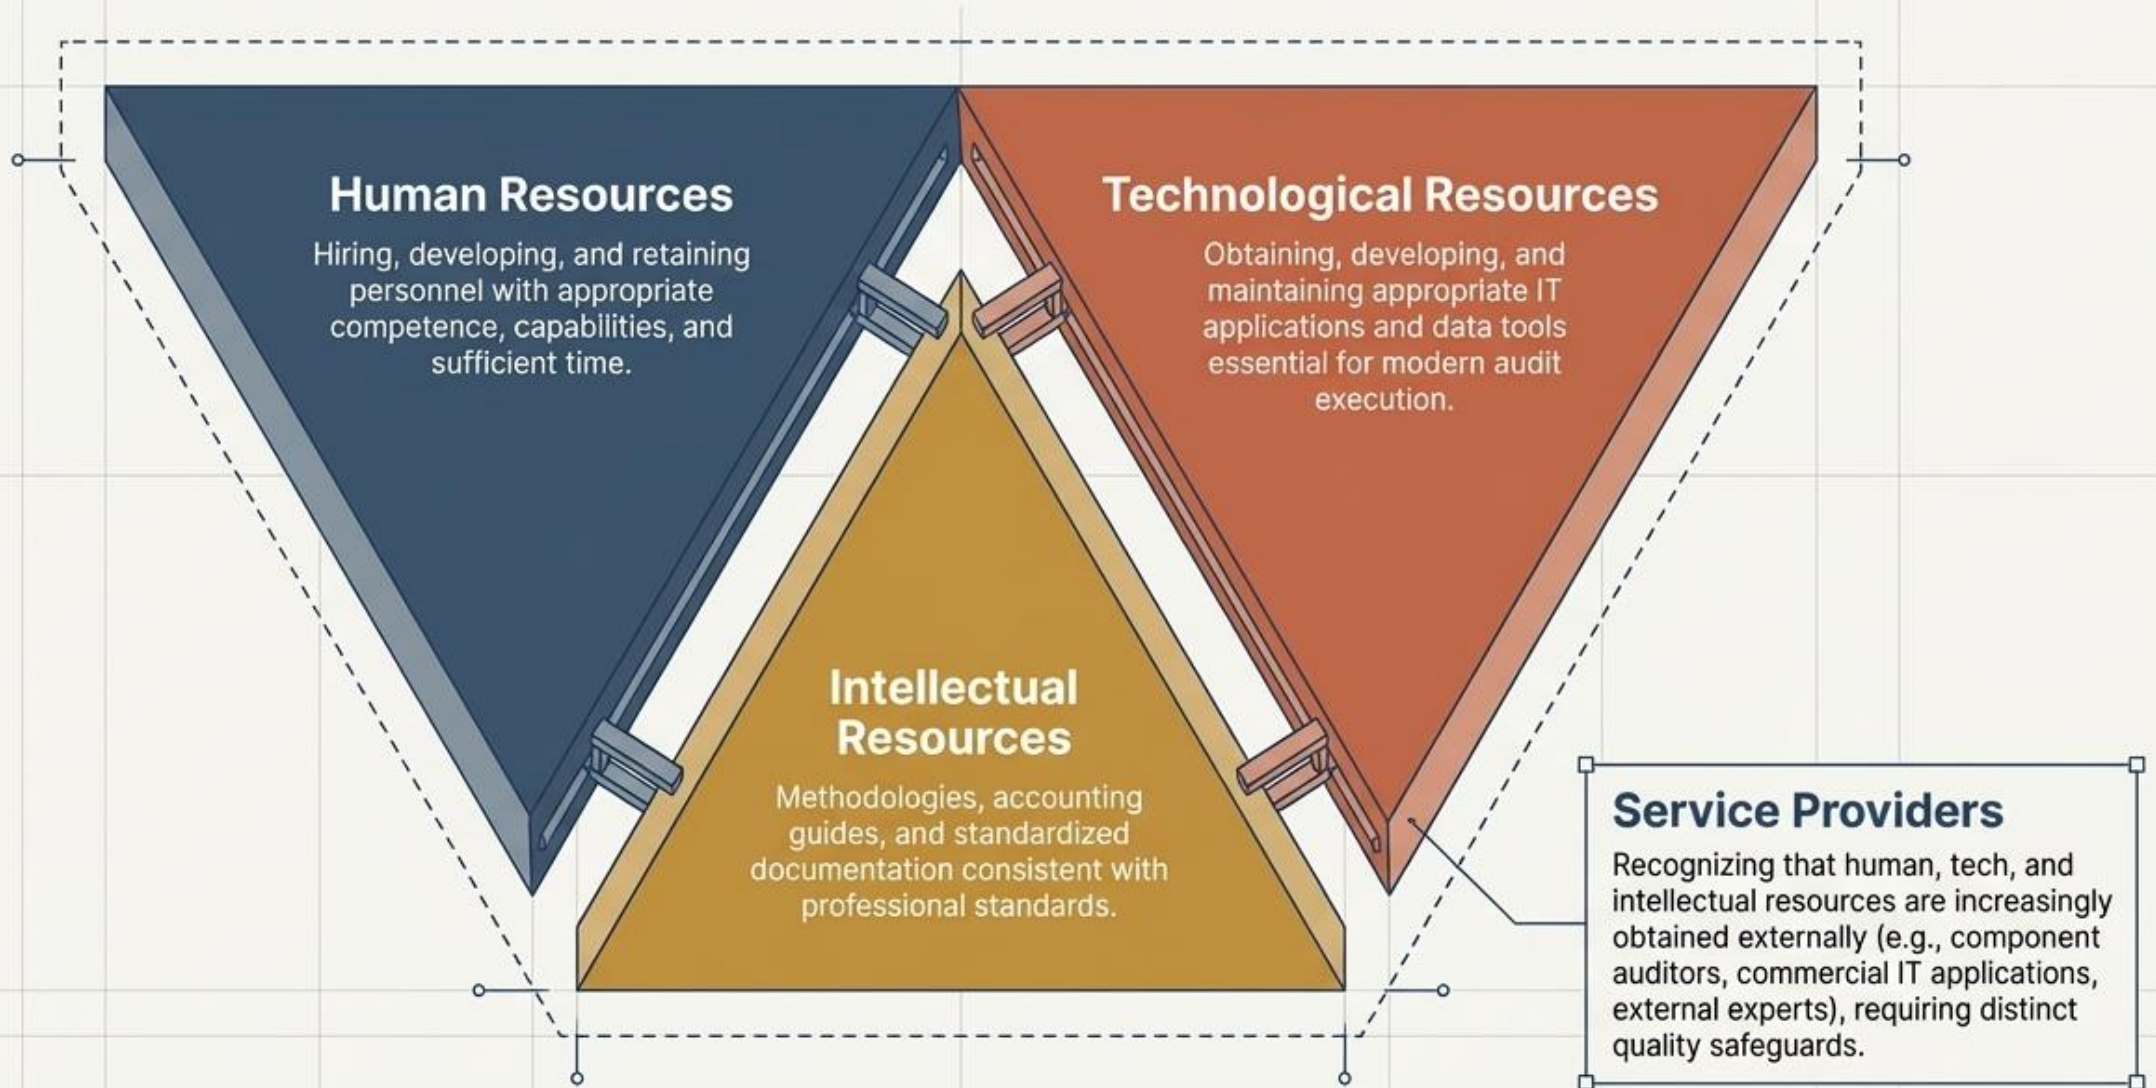 Human Resources
Hiring, developing, and retaining
personnel with appropriate
competence, capabilities, and
sufficient time.
Technological Resources
Obtaining, developing, and
maintaining appropriate IT
applications and data tools
essential for modern audit
execution.
Intellectual
Resources
Methodologies, accounting
guides, and standardized
documentation consistent with
professional standards.
Service Providers
Recognizing that human, tech, and
intellectual resources are increasingly
obtained externally (e.g., component
auditors, commercial IT applications,
external experts), requiring distinct
quality safeguards.